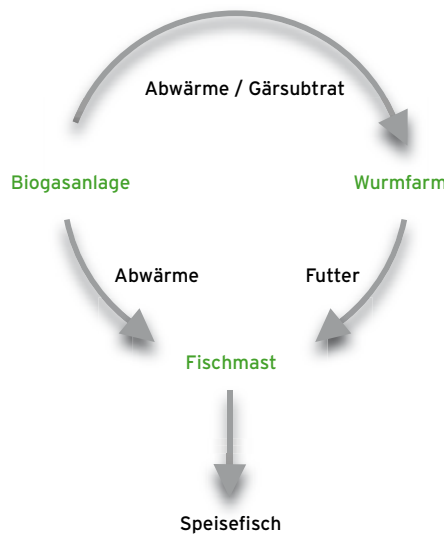 Abwärme / Gärsubtrat
Biogasanlage
Wurmfarm
Abwärme
Futter
Fischmast
Speisefisch